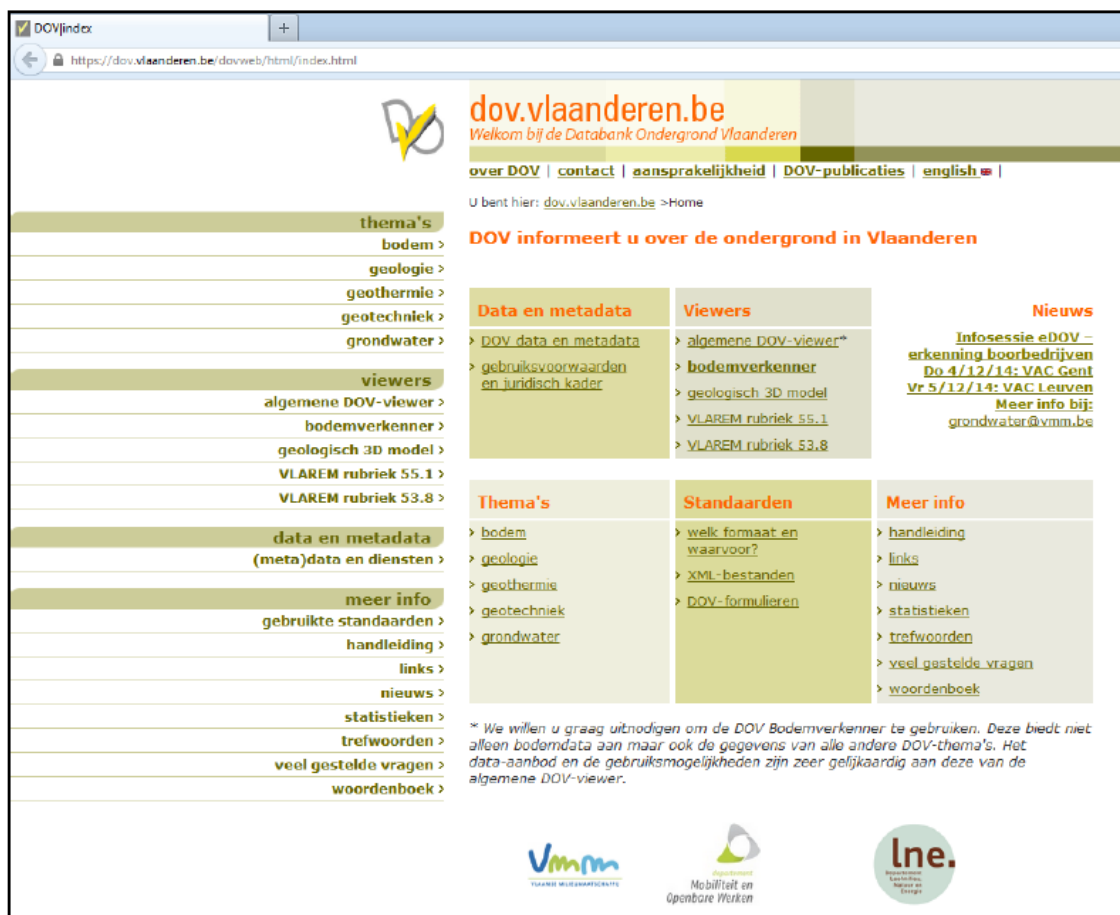 DOV|index
+
https://dov.vlaanderen.be/dovweb/html/index.html
DOV
dov.vlaanderen.be
Welkom bij de Databank Ondergrond Vlaanderen
over DOV | contact | aansprakelijkheid | DOV-publicaties | english |
U bent hier: dov.vlaanderen.be >Home
DOV informeert u over de ondergrond in Vlaanderen
thema's
bodem >
geologie >
geothermie >
geotechniek >
grondwater >
viewers
algemene DOV-viewer >
bodemverkenner >
geologisch 3D model >
VLAREM rubriek 55.1 >
VLAREM rubriek 53.8 >
data en metadata
(meta)data en diensten >
meer info
gebruikte standaarden >
handleiding >
links >
nieuws >
statistieken >
trefwoorden >
veel gestelde vragen >
woordenboek >
Data en metadata
> DOV data en metadata
> gebruiksvoorwaarden
en juridisch kader
Viewers
> algemene DOV-viewer*
> bodemverkenner
> geologisch 3D model
> VLAREM rubriek 55.1
> VLAREM rubriek 53.8
Nieuws
Infosessie eDOV –
erkenning boorbedrijven
Do 4/12/14: VAC Gent
Vr 5/12/14: VAC Leuven
Meer info bij:
grondwater@vmm.be
Thema's
> bodem
> geologie
> geothermie
> geotechniek
> grondwater
Standaarden
> welk formaat en
waarvoor?
> XML-bestanden
> DOV-formulieren
Meer info
> handleiding
> links
> nieuws
> statistieken
> trefwoorden
> veel gestelde vragen
> woordenboek
* We willen u graag uitnodigen om de DOV Bodemverkenner te gebruiken. Deze biedt niet
alleen bodemdata aan maar ook de gegevens van alle andere DOV-thema's. Het
data-aanbod en de gebruiksmogelijkheden zijn zeer gelijkaardig aan deze van de
algemene DOV-viewer.
Vmm
VLAAMSE MILIEUMAATSCHAPPIJ
departement
Mobiliteit en
Openbare Werken
lne.
Departement
Leefmilieu,
Natuur en
Energie